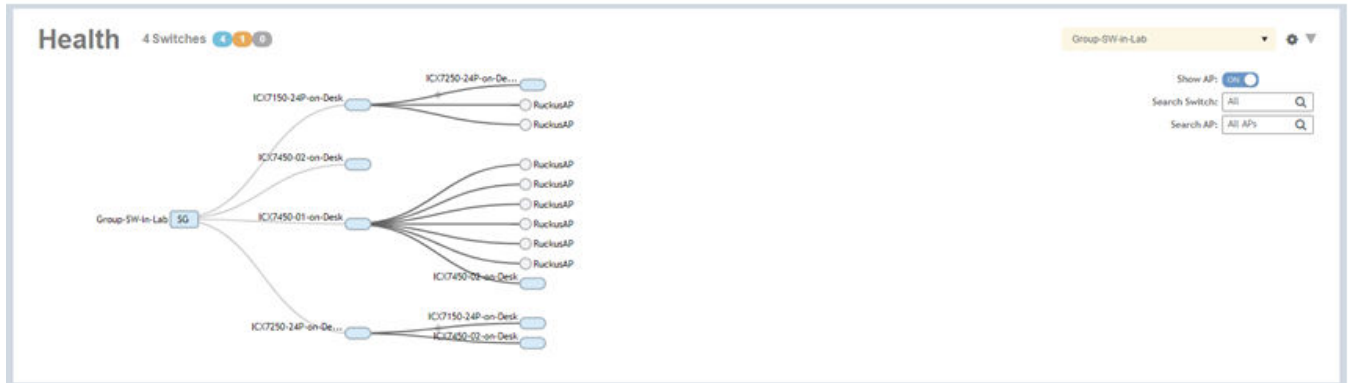 Health 4 Switches 4 1 0
Group-SW-in-Lab
Show AP: ON
Search Switch: All
Search AP: All APs
ICX7250-24P-on-De...
ICX7150-24P-on-Desk
RuckusAP
RuckusAP
ICX7450-02-on-Desk
RuckusAP
RuckusAP
RuckusAP
Group-SW-in-Lab SG
ICX7450-01-on-Desk
RuckusAP
RuckusAP
RuckusAP
ICX7450-02-on-Desk
ICX7150-24P-on-Desk
ICX7250-24P-on-De...
ICX7450-02-on-Desk